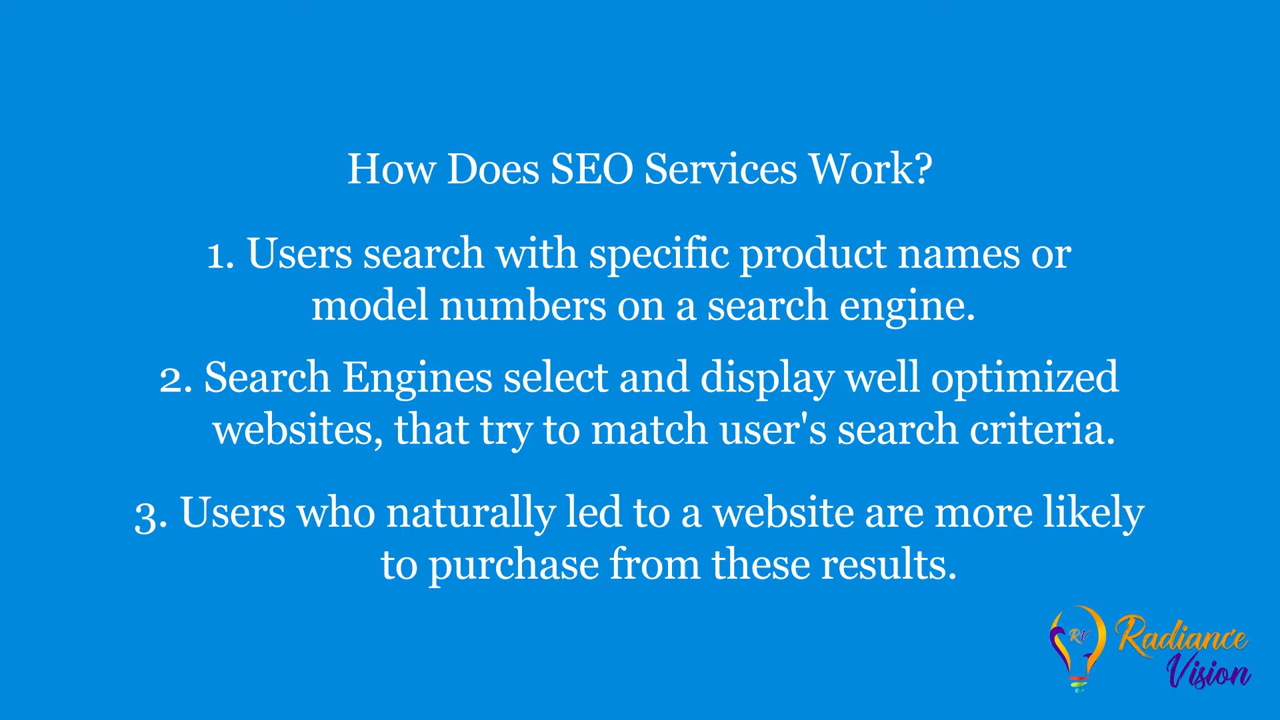 How Does SEO Services Work?
1. Users search with specific product names or
model numbers on a search engine.
2. Search Engines select and display well optimized
websites, that try to match user's search criteria.
3. Users who naturally led to a website are more likely
to purchase from these results.
RV
Radiance
Vision